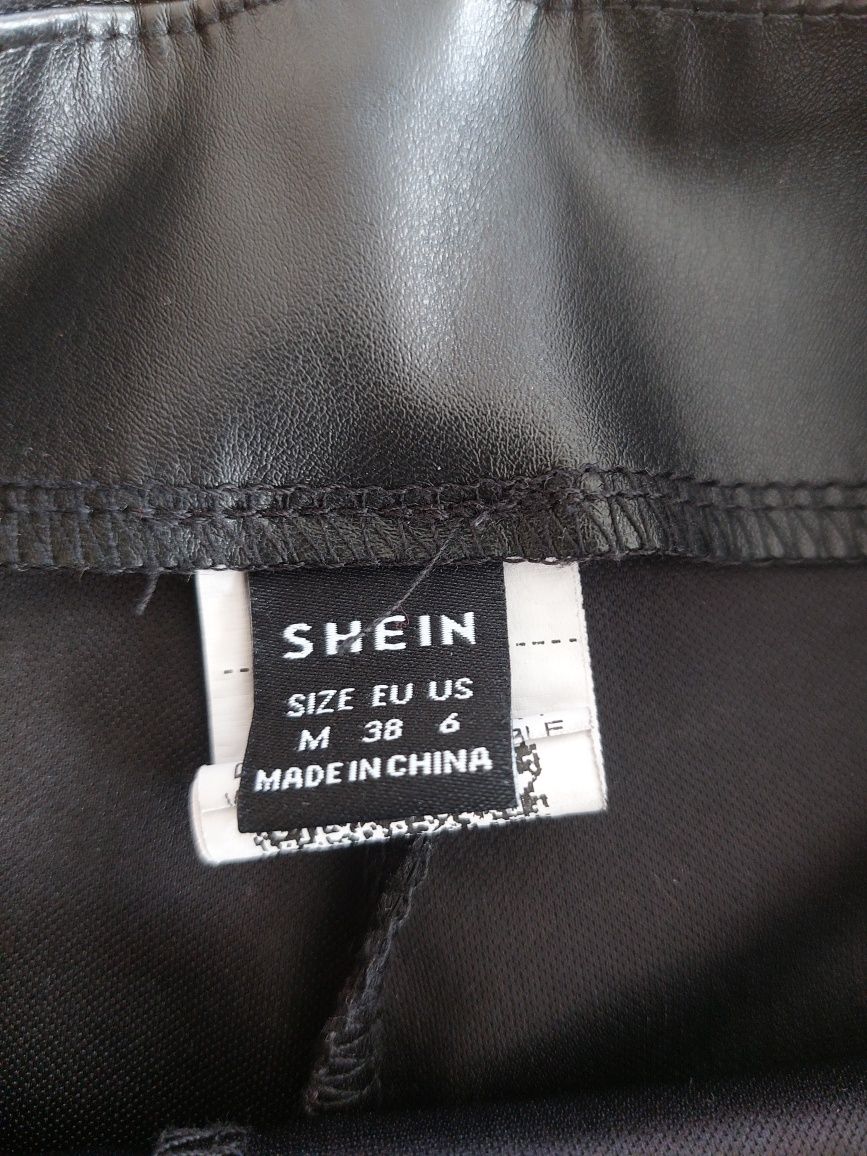 SHEIN
SIZE EU US
M 38 6
MADE IN CHINA